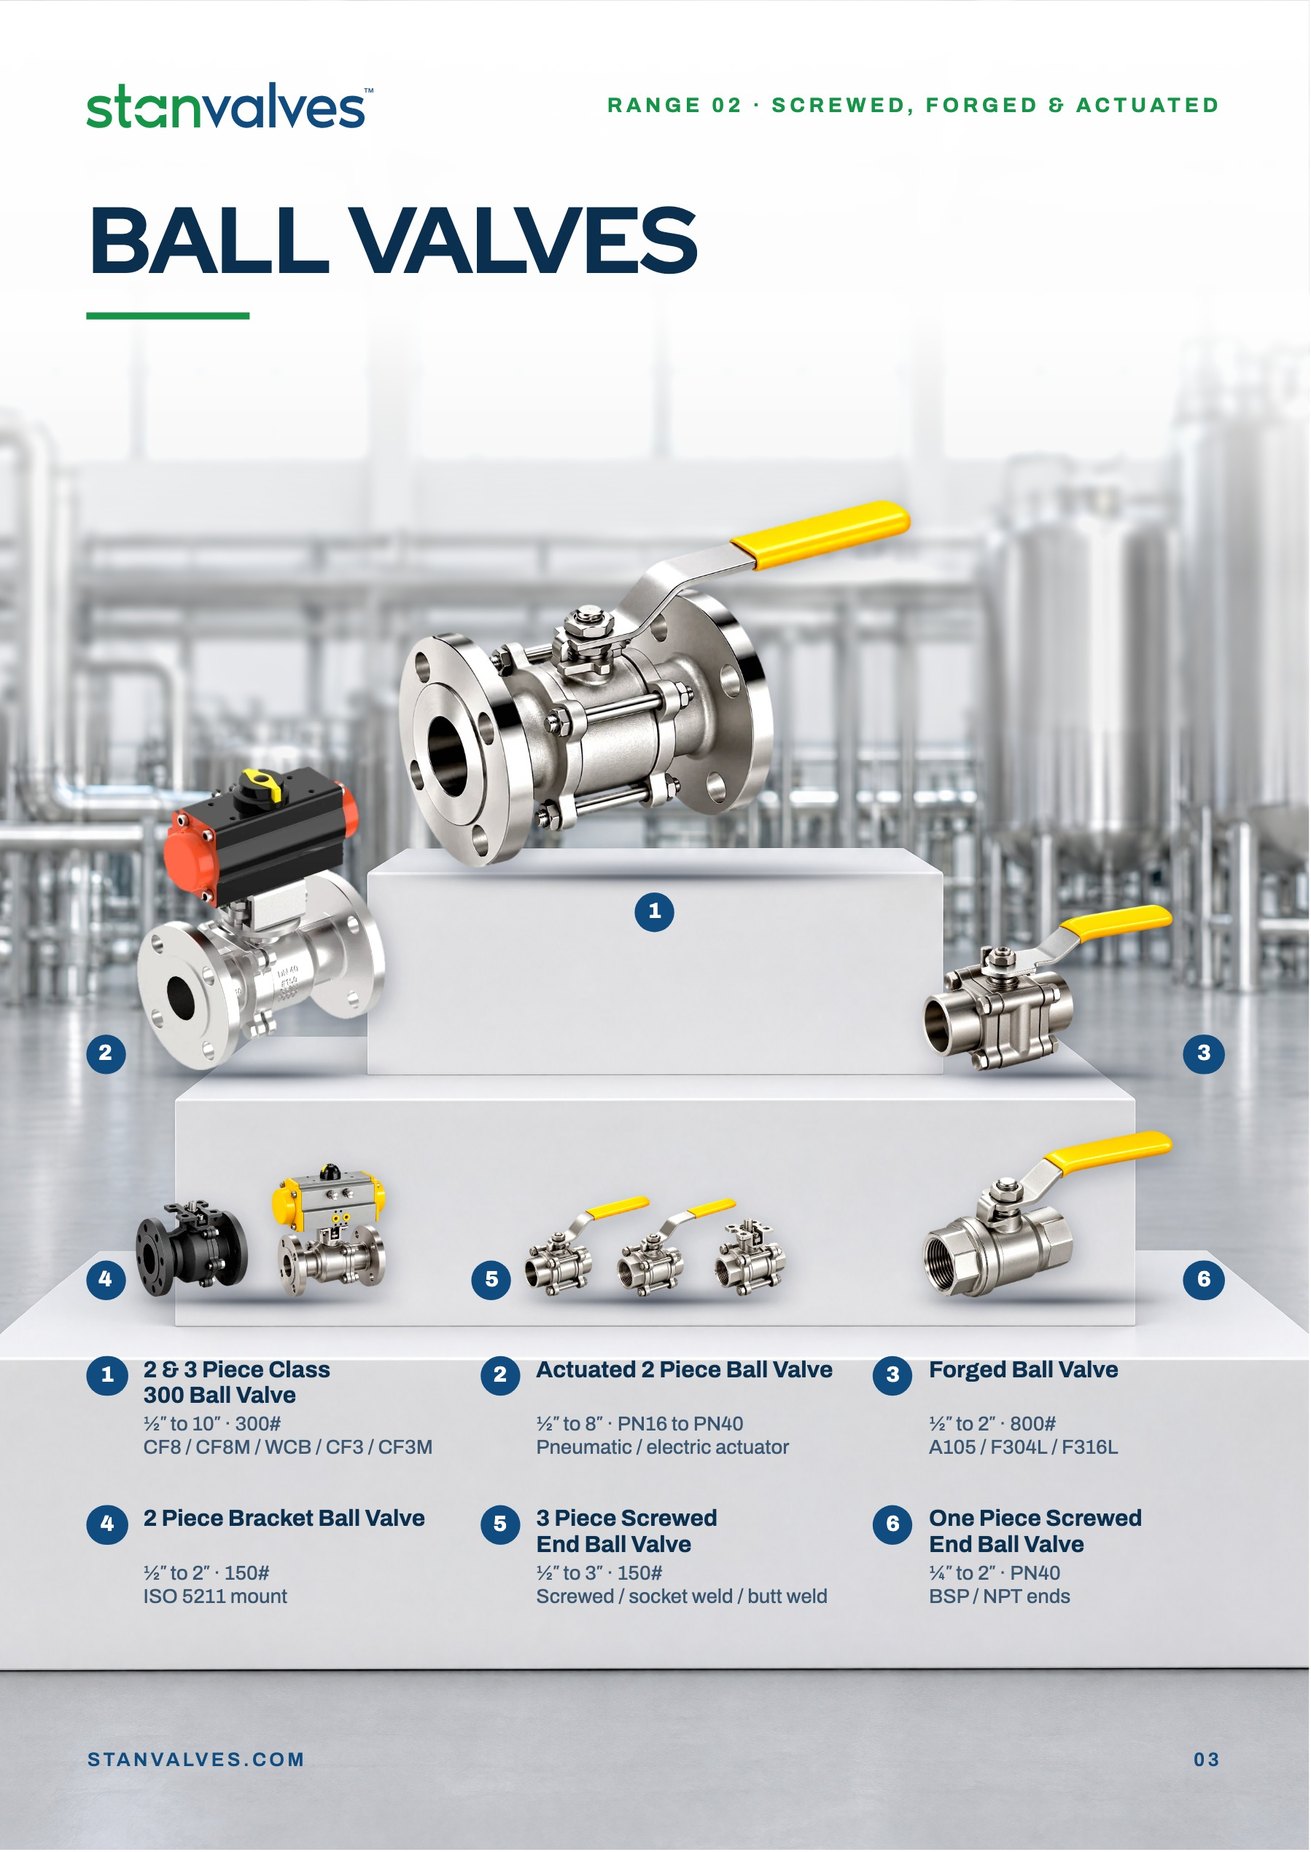 stanvalves™
RANGE 02 · SCREWED, FORGED & ACTUATED
BALL VALVES
1
2
3
4
5
6
1
2 & 3 Piece Class
300 Ball Valve
½″ to 10″ · 300#
CF8 / CF8M / WCB / CF3 / CF3M
2
Actuated 2 Piece Ball Valve
½″ to 8″ · PN16 to PN40
Pneumatic / electric actuator
3
Forged Ball Valve
½″ to 2″ · 800#
A105 / F304L / F316L
4
2 Piece Bracket Ball Valve
½″ to 2″ · 150#
ISO 5211 mount
5
3 Piece Screwed
End Ball Valve
½″ to 3″ · 150#
Screwed / socket weld / butt weld
6
One Piece Screwed
End Ball Valve
¼″ to 2″ · PN40
BSP / NPT ends
STANVALVES.COM
03